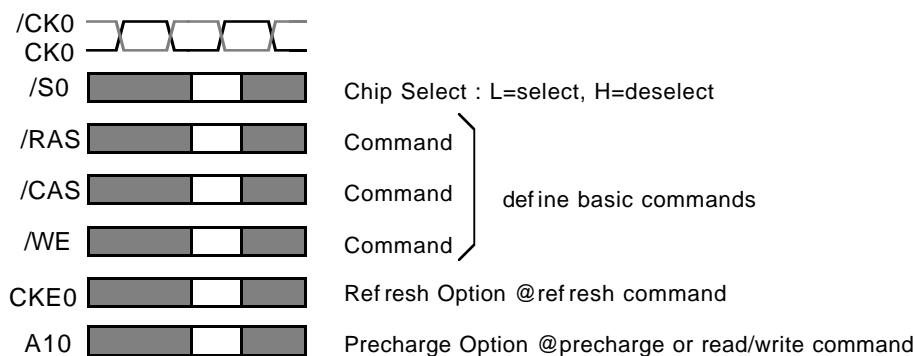 /CK0
CK0
/S0 Chip Select : L=select, H=deselect
/RAS Command
/CAS Command define basic commands
/WE Command
CKE0 Refresh Option @refresh command
A10 Precharge Option @precharge or read/write command